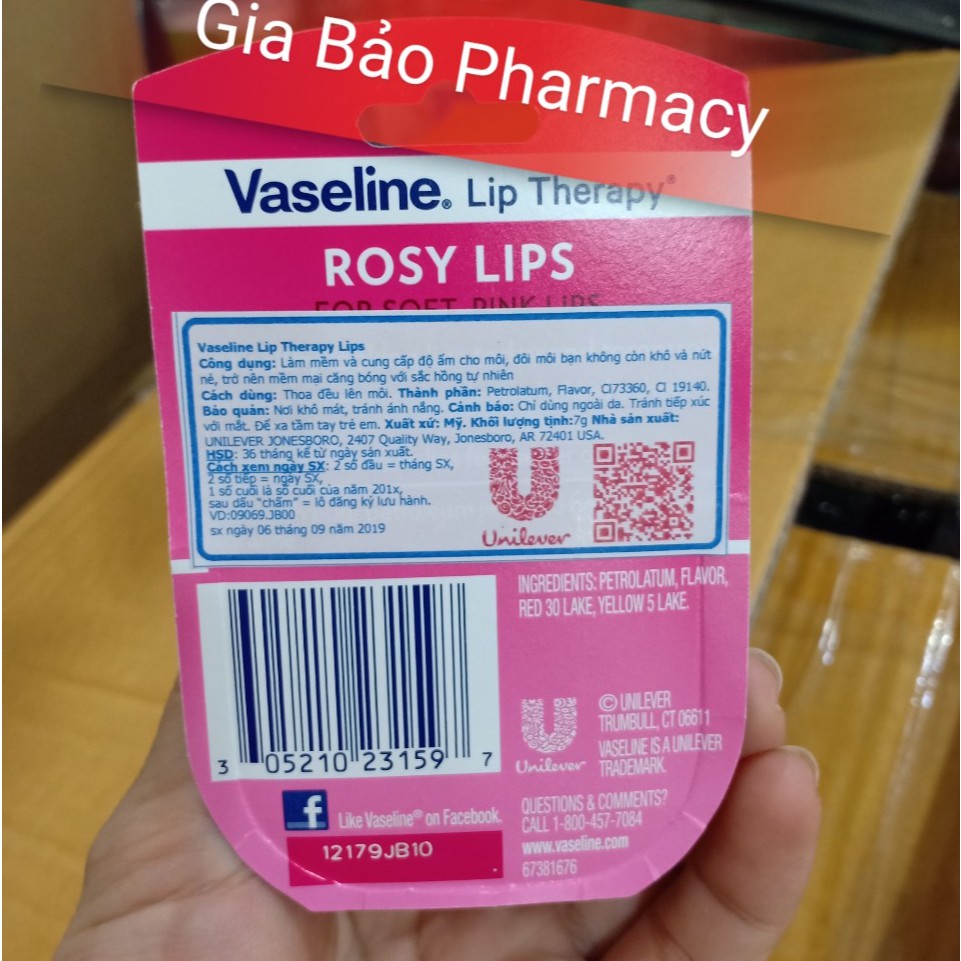 Gia Bảo Pharmacy
Vaseline® Lip Therapy®
ROSY LIPS
FOR SOFT, PINK LIPS
Vaseline Lip Therapy Lips
Công dụng: Làm mềm và cung cấp độ ẩm cho môi, đôi môi bạn không còn khô và nứt
nẻ, trở nên mềm mại căng bóng với sắc hồng tự nhiên
Cách dùng: Thoa đều lên môi. Thành phần: Petrolatum, Flavor, CI73360, CI 19140.
Bảo quản: Nơi khô mát, tránh ánh nắng. Cảnh báo: Chỉ dùng ngoài da. Tránh tiếp xúc
với mắt. Để xa tầm tay trẻ em. Xuất xứ: Mỹ. Khối lượng tịnh:7g Nhà sản xuất:
UNILEVER JONESBORO, 2407 Quality Way, Jonesboro, AR 72401 USA.
HSD: 36 tháng kể từ ngày sản xuất.
Cách xem ngày SX: 2 số đầu = tháng SX,
2 số tiếp = ngày SX,
1 số cuối là số cuối của năm 201x,
sau dấu "chấm" = lô đăng ký lưu hành.
VD:09069.JB00
sx ngày 06 tháng 09 năm 2019
Unilever
INGREDIENTS: PETROLATUM, FLAVOR,
RED 30 LAKE, YELLOW 5 LAKE.
3 05210 23159 7
Unilever
© UNILEVER
TRUMBULL, CT 06611
VASELINE IS A UNILEVER
TRADEMARK.
f Like Vaseline® on Facebook.
12179JB10
QUESTIONS & COMMENTS?
CALL 1-800-457-7084
www.vaseline.com
67381676